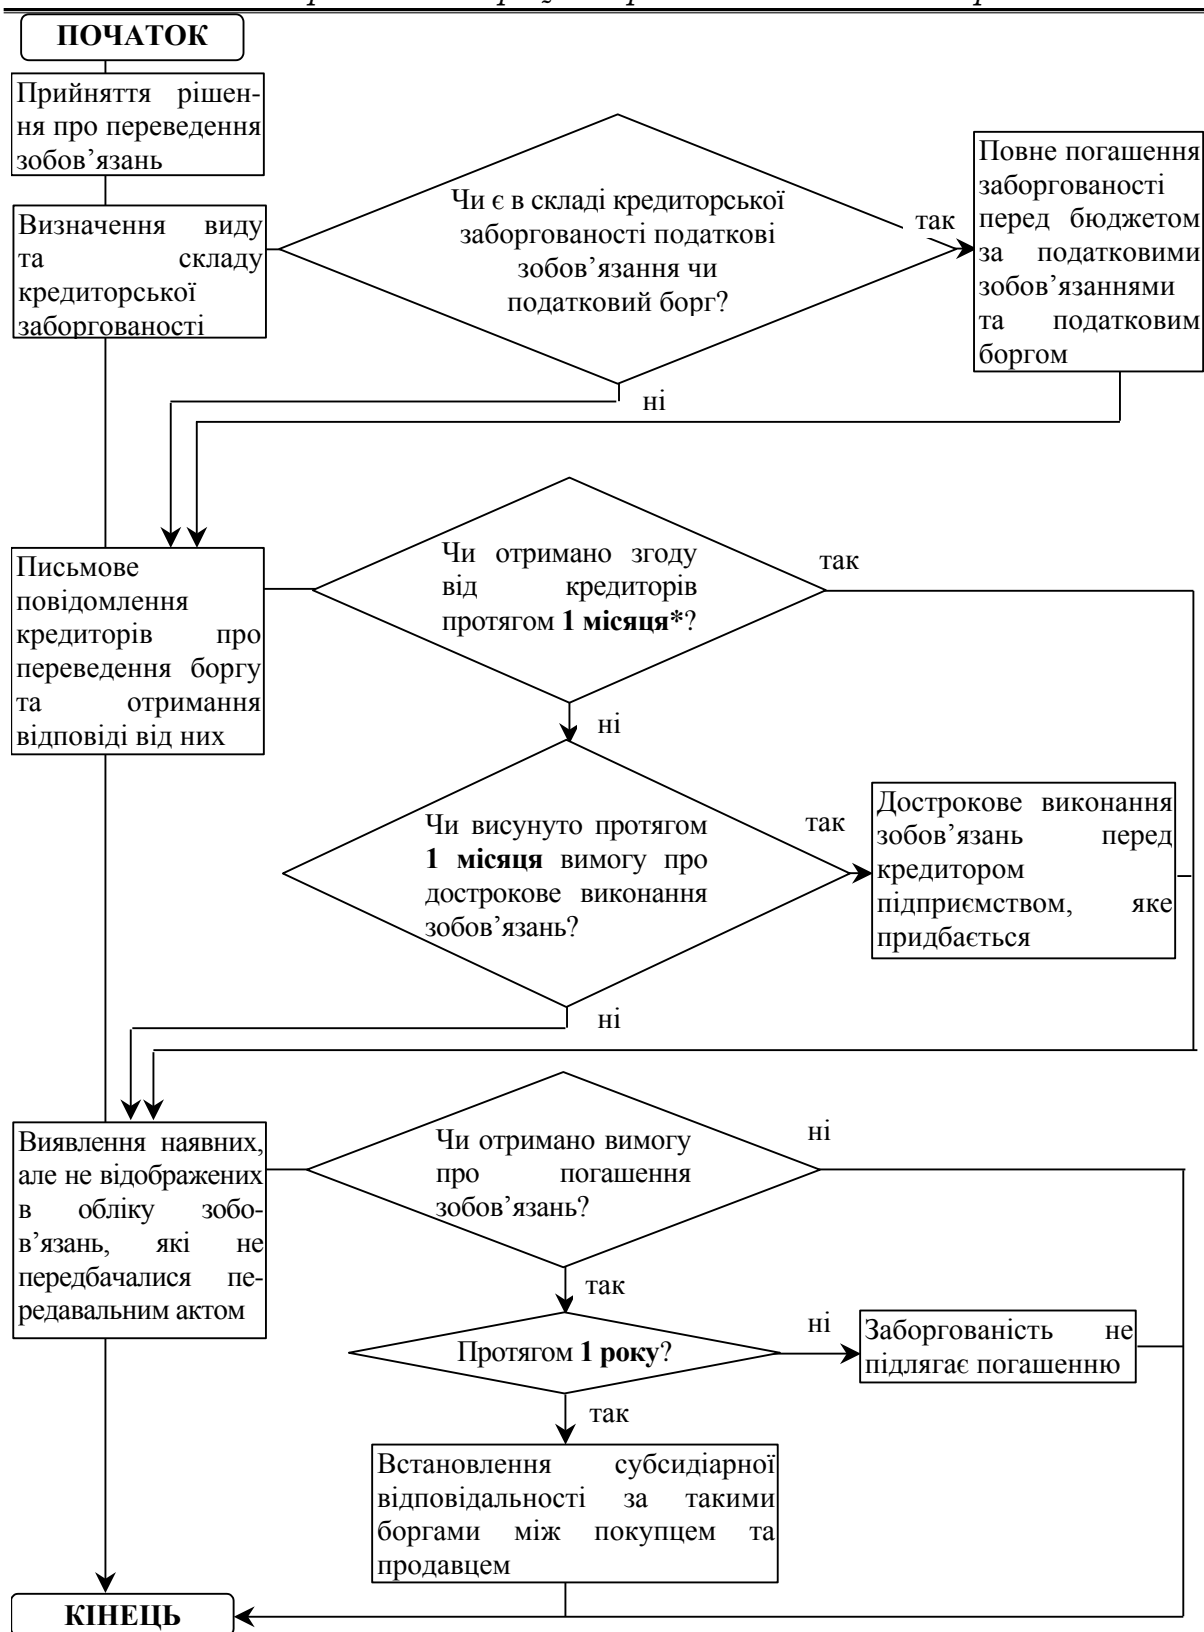 ПОЧАТОК
Прийняття рішен-
ня про переведення
зобов’язань
Визначення виду
та складу
кредиторської
заборгованості
Чи є в складі кредиторської
заборгованості податкові
зобов’язання чи
податковий борг?
так
Повне погашення
заборгованості
перед бюджетом
за податковими
зобов’язаннями
та податковим
боргом
ні
Письмове
повідомлення
кредиторів про
переведення боргу
та отримання
відповіді від них
Чи отримано згоду
від кредиторів
протягом 1 місяця*?
так
ні
Чи висунуто протягом
1 місяця вимогу про
дострокове виконання
зобов’язань?
так
Дострокове виконання
зобов’язань перед
кредитором
підприємством, яке
придбається
ні
Виявлення наявних,
але не відображених
в обліку зобо-
в’язань, які не
передбачалися пе-
редавальним актом
Чи отримано вимогу
про погашення
зобов’язань?
ні
так
Протягом 1 року?
ні
Заборгованість не
підлягає погашенню
так
Встановлення субсидіарної
відповідальності за такими
боргами між покупцем та
продавцем
КІНЕЦЬ